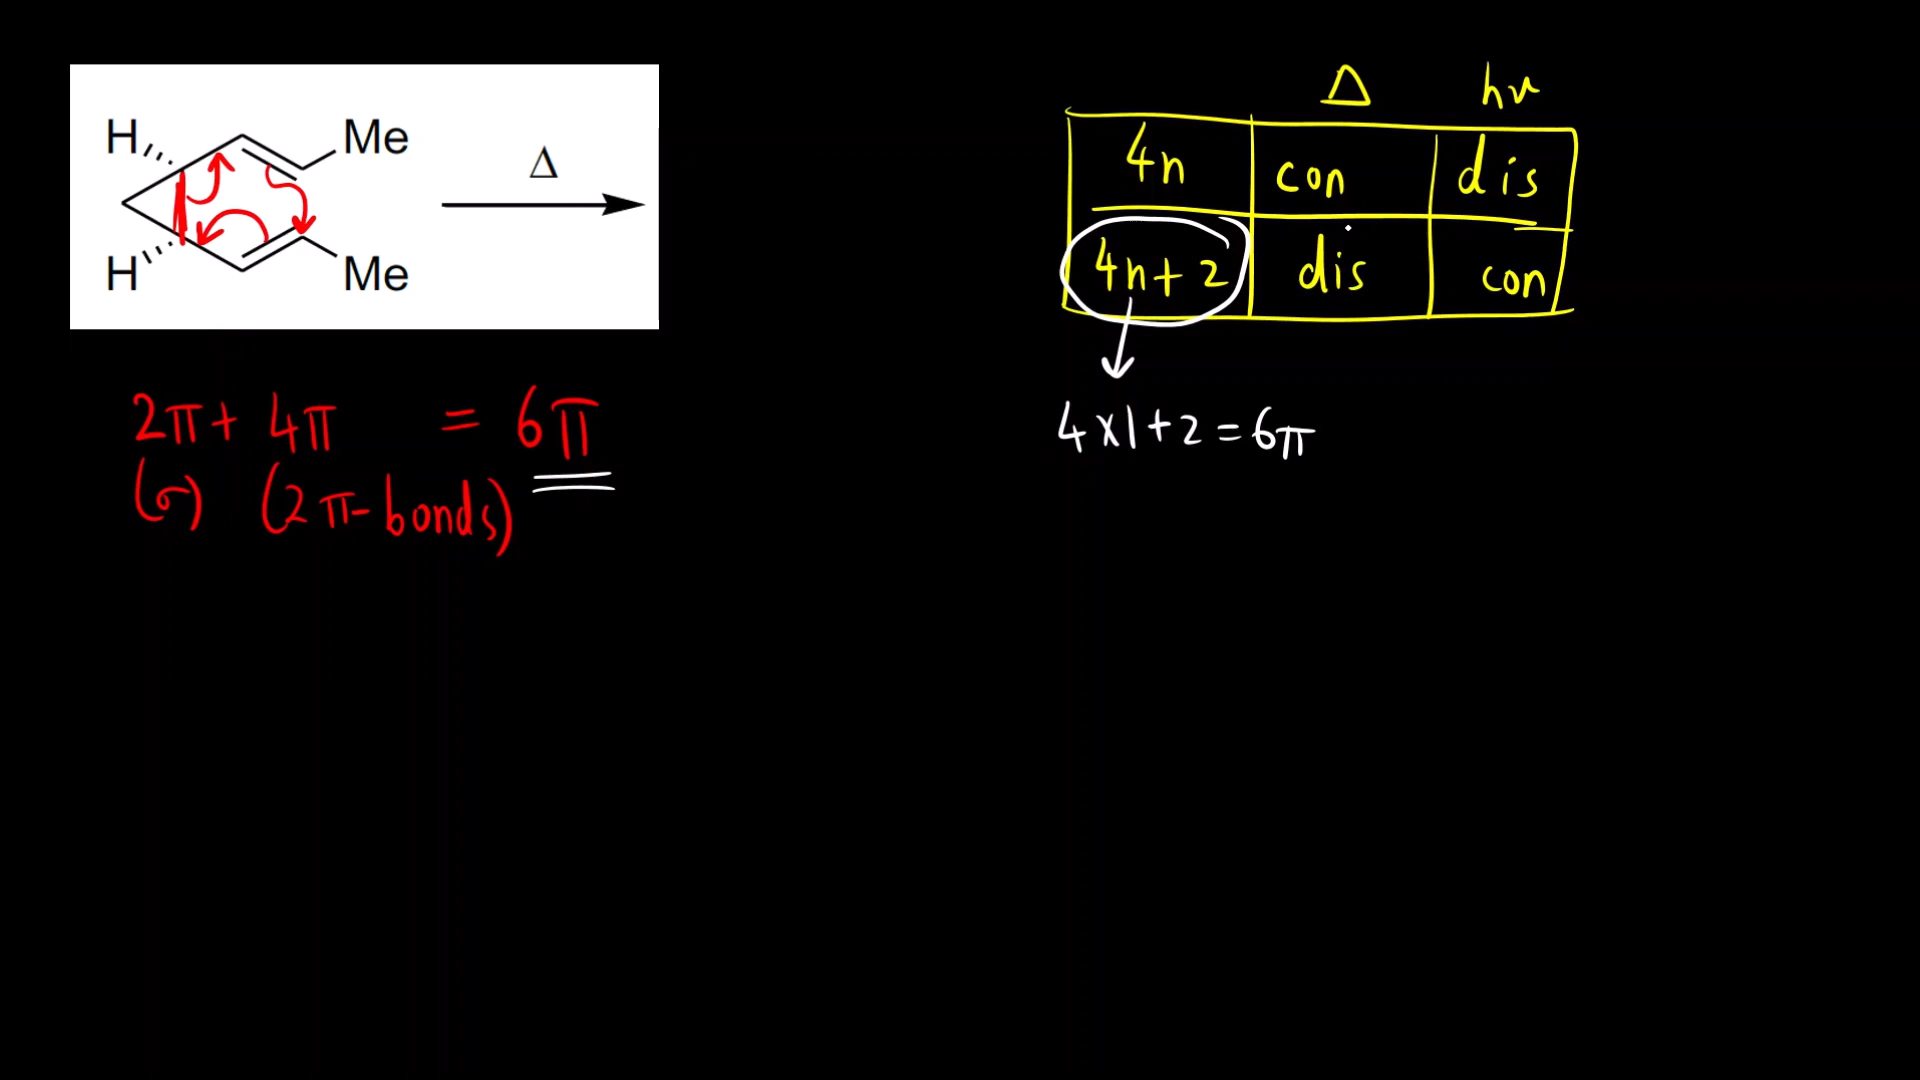 H Me
Δ
H Me
2π + 4π = 6π
(σ) (2π-bonds)
Δ hν
4n con dis
4n+2 dis con
4×1+2=6π